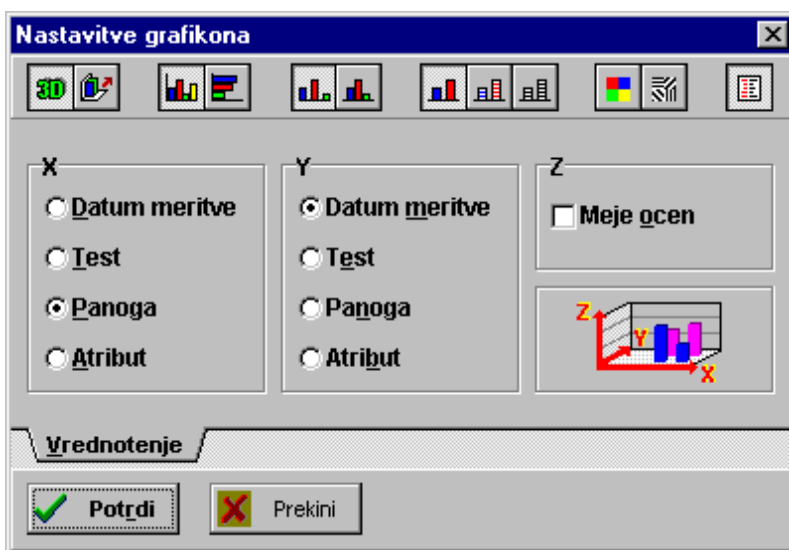 Nastavitve grafikona
3D
X
Datum meritve
Test
Panoga
Atribut
Y
Datum meritve
Test
Panoga
Atribut
Z
Meje ocen
Z
Y
X
Vrednotenje
Potrdi
Prekini